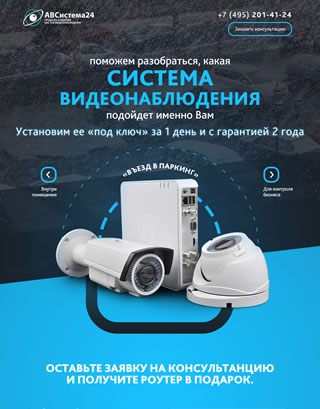 АВСистема24
+7 (495) 201-41-24
Заказать консультацию
поможем разобраться, какая
СИСТЕМА
ВИДЕОНАБЛЮДЕНИЯ
подойдет именно Вам
Установим ее «под ключ» за 1 день и с гарантией 2 года
«ВЪЕЗД В ПАРКИНГ»
Внутри
помещения
Для контроля
бизнеса
ОСТАВЬТЕ ЗАЯВКУ НА КОНСУЛЬТАНЦИЮ
И ПОЛУЧИТЕ РОУТЕР В ПОДАРОК.